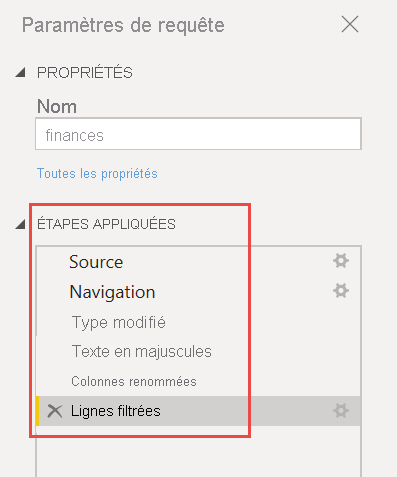 Paramètres de requête
PROPRIÉTÉS
Nom
finances
Toutes les propriétés
ÉTAPES APPLIQUÉES
Source
Navigation
Type modifié
Texte en majuscules
Colonnes renommées
Lignes filtrées